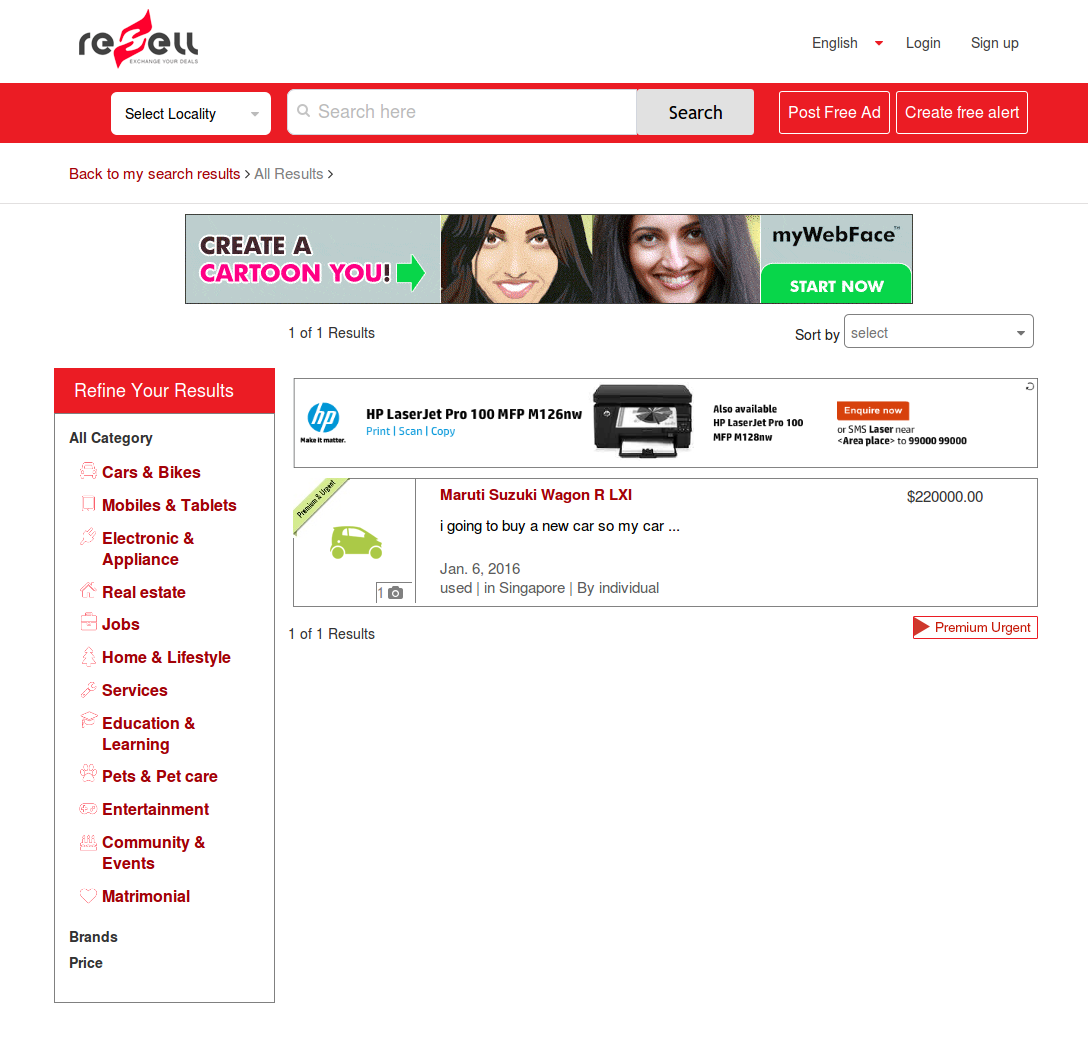 reSell
EXCHANGE YOUR DEALS
English
Login
Sign up
Select Locality
Search here
Search
Post Free Ad
Create free alert
Back to my search results › All Results ›
CREATE A
CARTOON YOU!
myWebFace™
START NOW
1 of 1 Results
Sort by
select
Refine Your Results
All Category
Cars & Bikes
Mobiles & Tablets
Electronic &
Appliance
Real estate
Jobs
Home & Lifestyle
Services
Education &
Learning
Pets & Pet care
Entertainment
Community &
Events
Matrimonial
Brands
Price
hp
Make it matter.
HP LaserJet Pro 100 MFP M126nw
Print | Scan | Copy
Also available
HP LaserJet Pro 100
MFP M128nw
Enquire now
or SMS Laser near
<Area place> to 99000 99000
Premium & Urgent
1
Maruti Suzuki Wagon R LXI
$220000.00
i going to buy a new car so my car ...
Jan. 6, 2016
used | in Singapore | By individual
1 of 1 Results
Premium Urgent